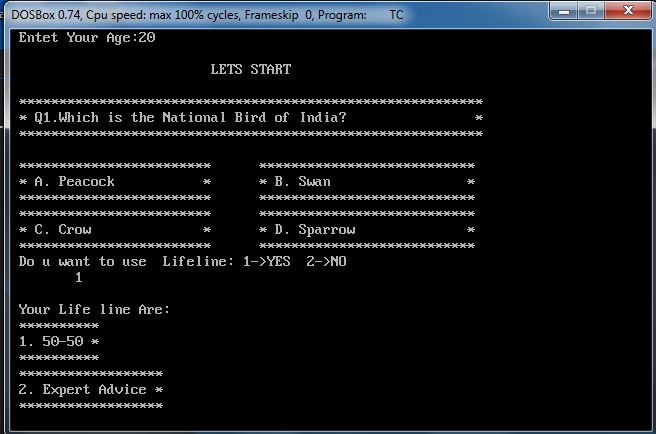 DOSBox 0.74, Cpu speed: max 100% cycles, Frameskip 0, Program: TC
Entet Your Age:20
LETS START
**********************************************************
* Q1.Which is the National Bird of India? *
**********************************************************
************************ ***************************
* A. Peacock * * B. Swan *
************************ ***************************
************************ ***************************
* C. Crow * * D. Sparrow *
************************ ***************************
Do u want to use Lifeline: 1->YES 2->NO
1
Your Life line Are:
**********
1. 50-50 *
**********
******************
2. Expert Advice *
******************